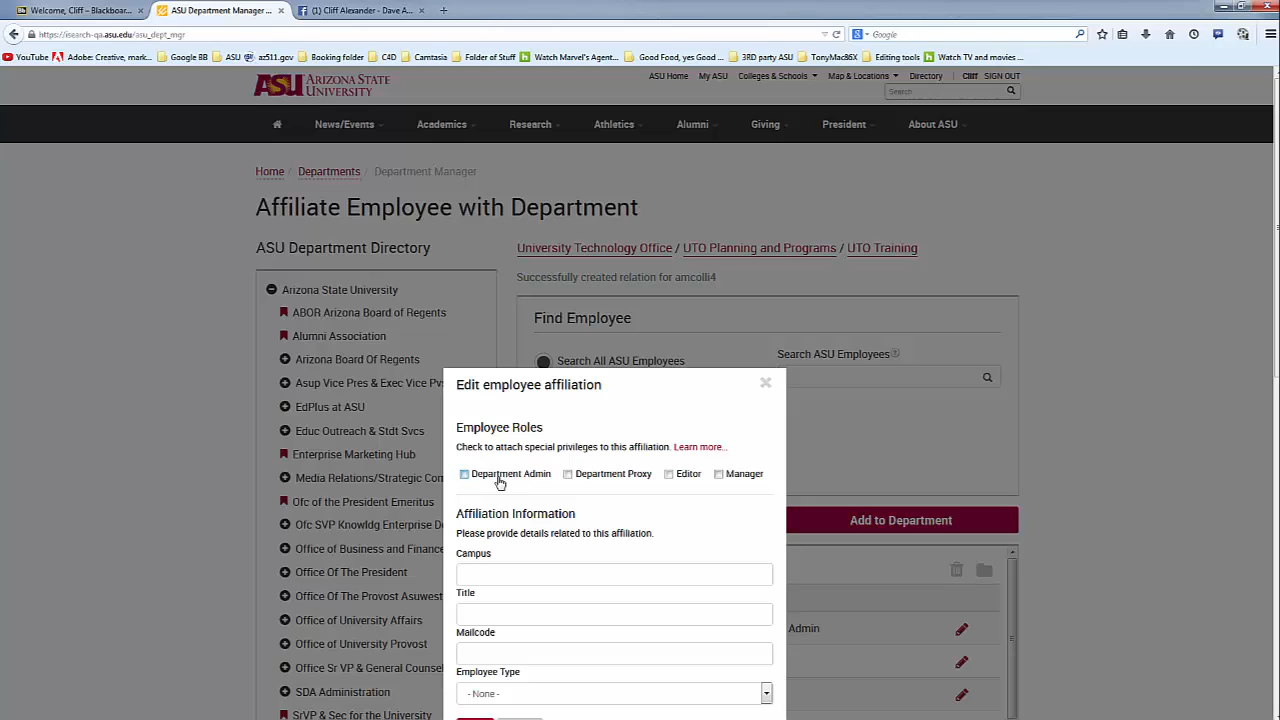 Welcome, Cliff – Blackboard...
ASU Department Manager ...
(1) Cliff Alexander - Dave A...
https://isearch-qa.asu.edu/asu_dept_mgr
Google
YouTube Adobe: Creative, mark... Google BB ASU az511.gov Booking folder C4D Camtasia Folder of Stuff Watch Marvel's Agent... Good Food, yes Good ... 3RD party ASU TonyMac86X Editing tools Watch TV and movies ...
ASU Home My ASU Colleges & Schools Map & Locations Directory Cliff SIGN OUT
ASU ARIZONA STATE UNIVERSITY
Search
News/Events Academics Research Athletics Alumni Giving President About ASU
Home / Departments / Department Manager
Affiliate Employee with Department
ASU Department Directory
University Technology Office / UTO Planning and Programs / UTO Training
Successfully created relation for amcolli4
Arizona State University
ABOR Arizona Board of Regents
Alumni Association
Arizona Board Of Regents
Asup Vice Pres & Exec Vice Pvs
EdPlus at ASU
Educ Outreach & Stdt Svcs
Enterprise Marketing Hub
Media Relations/Strategic Com
Ofc of the President Emeritus
Ofc SVP Knowldg Enterprise D
Office of Business and Finance
Office Of The President
Office Of the Provost Asuwest
Office of University Affairs
Office of University Provost
Office Sr VP & General Counsel
SDA Administration
SrVP & Sec for the University
Find Employee
Search All ASU Employees
Search ASU Employees
Edit employee affiliation
Employee Roles
Check to attach special privileges to this affiliation. Learn more...
Department Admin Department Proxy Editor Manager
Affiliation Information
Please provide details related to this affiliation.
Campus
Title
Mailcode
Employee Type
- None -
Add to Department
Admin